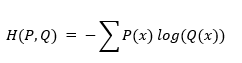 H(P,Q) = − ∑ P(x) log(Q(x))